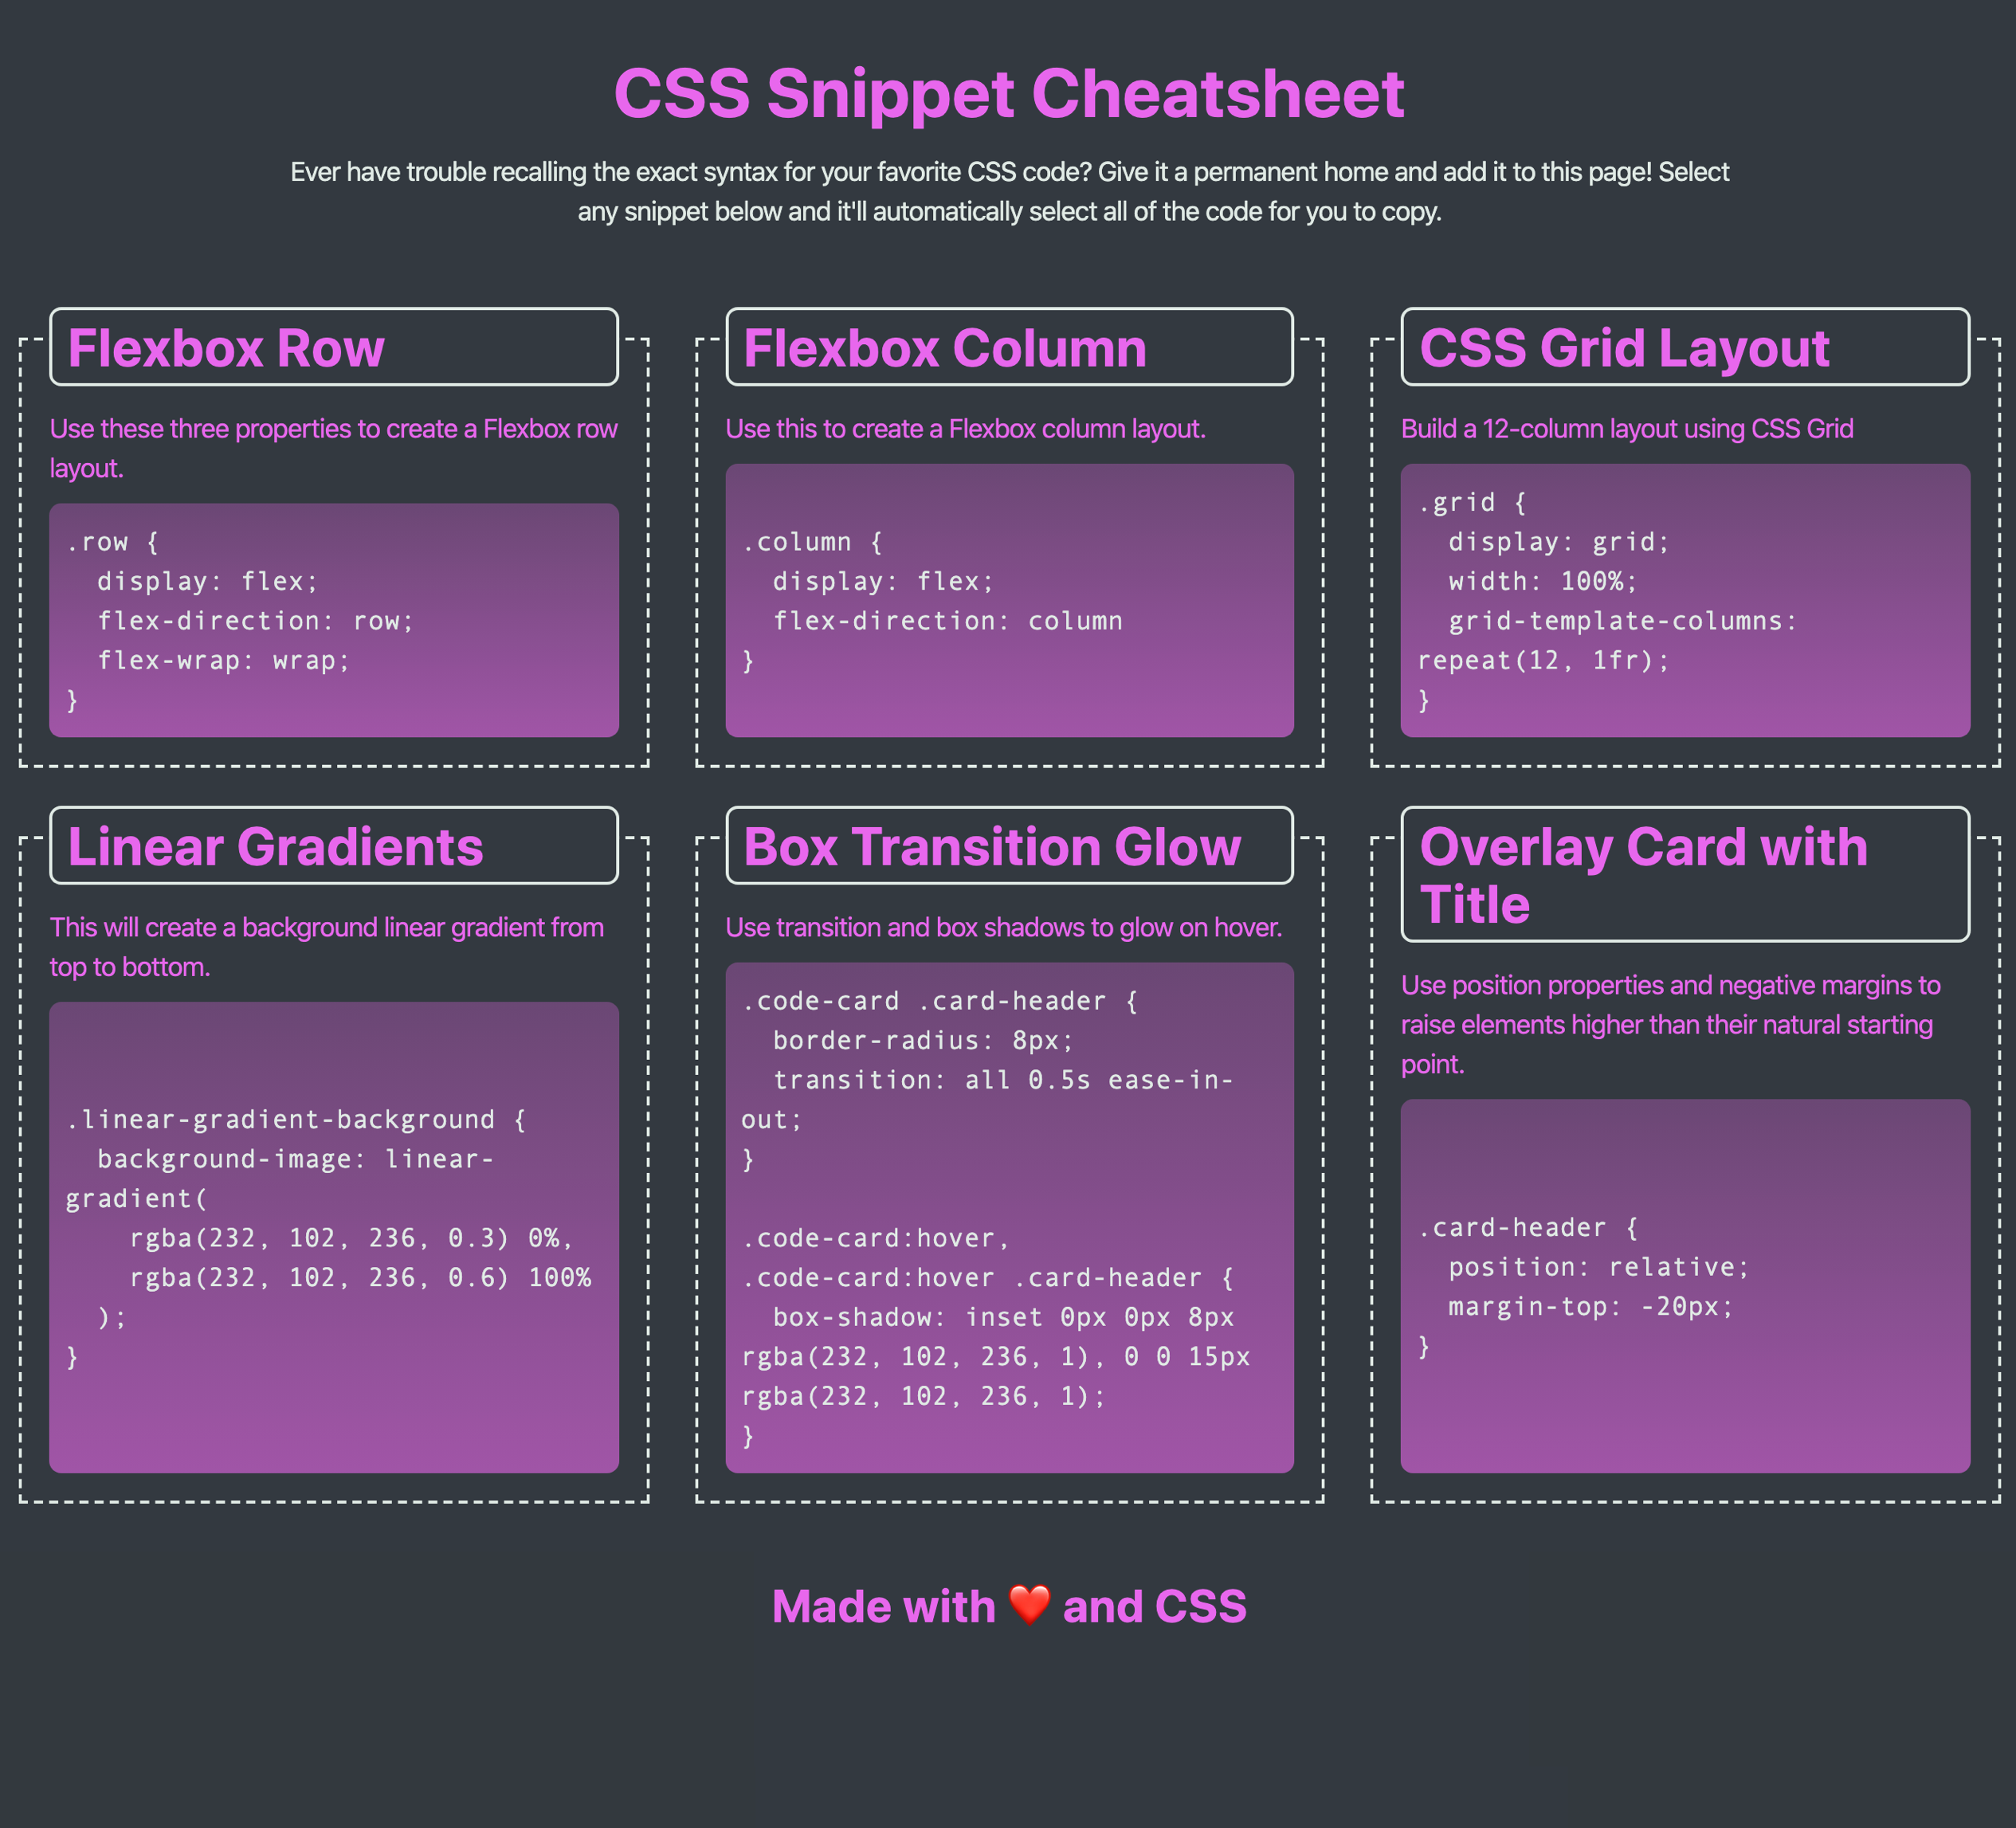 CSS Snippet Cheatsheet
Ever have trouble recalling the exact syntax for your favorite CSS code? Give it a permanent home and add it to this page! Select
any snippet below and it'll automatically select all of the code for you to copy.
Flexbox Row
Use these three properties to create a Flexbox row
layout.
.row {
  display: flex;
  flex-direction: row;
  flex-wrap: wrap;
}
Flexbox Column
Use this to create a Flexbox column layout.
.column {
  display: flex;
  flex-direction: column
}
CSS Grid Layout
Build a 12-column layout using CSS Grid
.grid {
  display: grid;
  width: 100%;
  grid-template-columns:
repeat(12, 1fr);
}
Linear Gradients
This will create a background linear gradient from
top to bottom.
.linear-gradient-background {
  background-image: linear-
gradient(
    rgba(232, 102, 236, 0.3) 0%,
    rgba(232, 102, 236, 0.6) 100%
  );
}
Box Transition Glow
Use transition and box shadows to glow on hover.
.code-card .card-header {
  border-radius: 8px;
  transition: all 0.5s ease-in-
out;
}
.code-card:hover,
.code-card:hover .card-header {
  box-shadow: inset 0px 0px 8px
rgba(232, 102, 236, 1), 0 0 15px
rgba(232, 102, 236, 1);
}
Overlay Card with
Title
Use position properties and negative margins to
raise elements higher than their natural starting
point.
.card-header {
  position: relative;
  margin-top: -20px;
}
Made with ❤️ and CSS